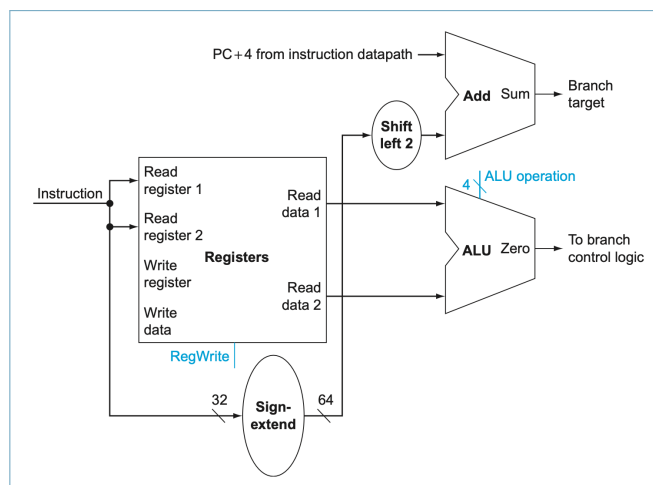 PC+4 from instruction datapath
Add Sum
Branch
target
Shift
left 2
Instruction
Read
register 1
Read
register 2
Write
register
Write
data
Registers
Read
data 1
Read
data 2
RegWrite
4
ALU operation
ALU Zero
To branch
control logic
32
Sign-
extend
64